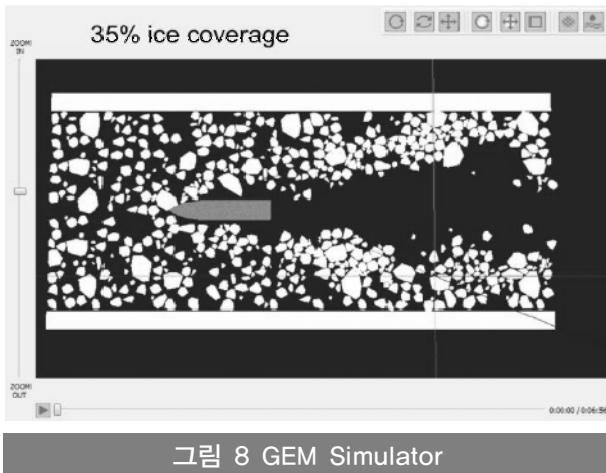 35% ice coverage
ZOOM
IN
ZOOM
OUT
0:00:00 / 0:06:56
그림 8 GEM Simulator